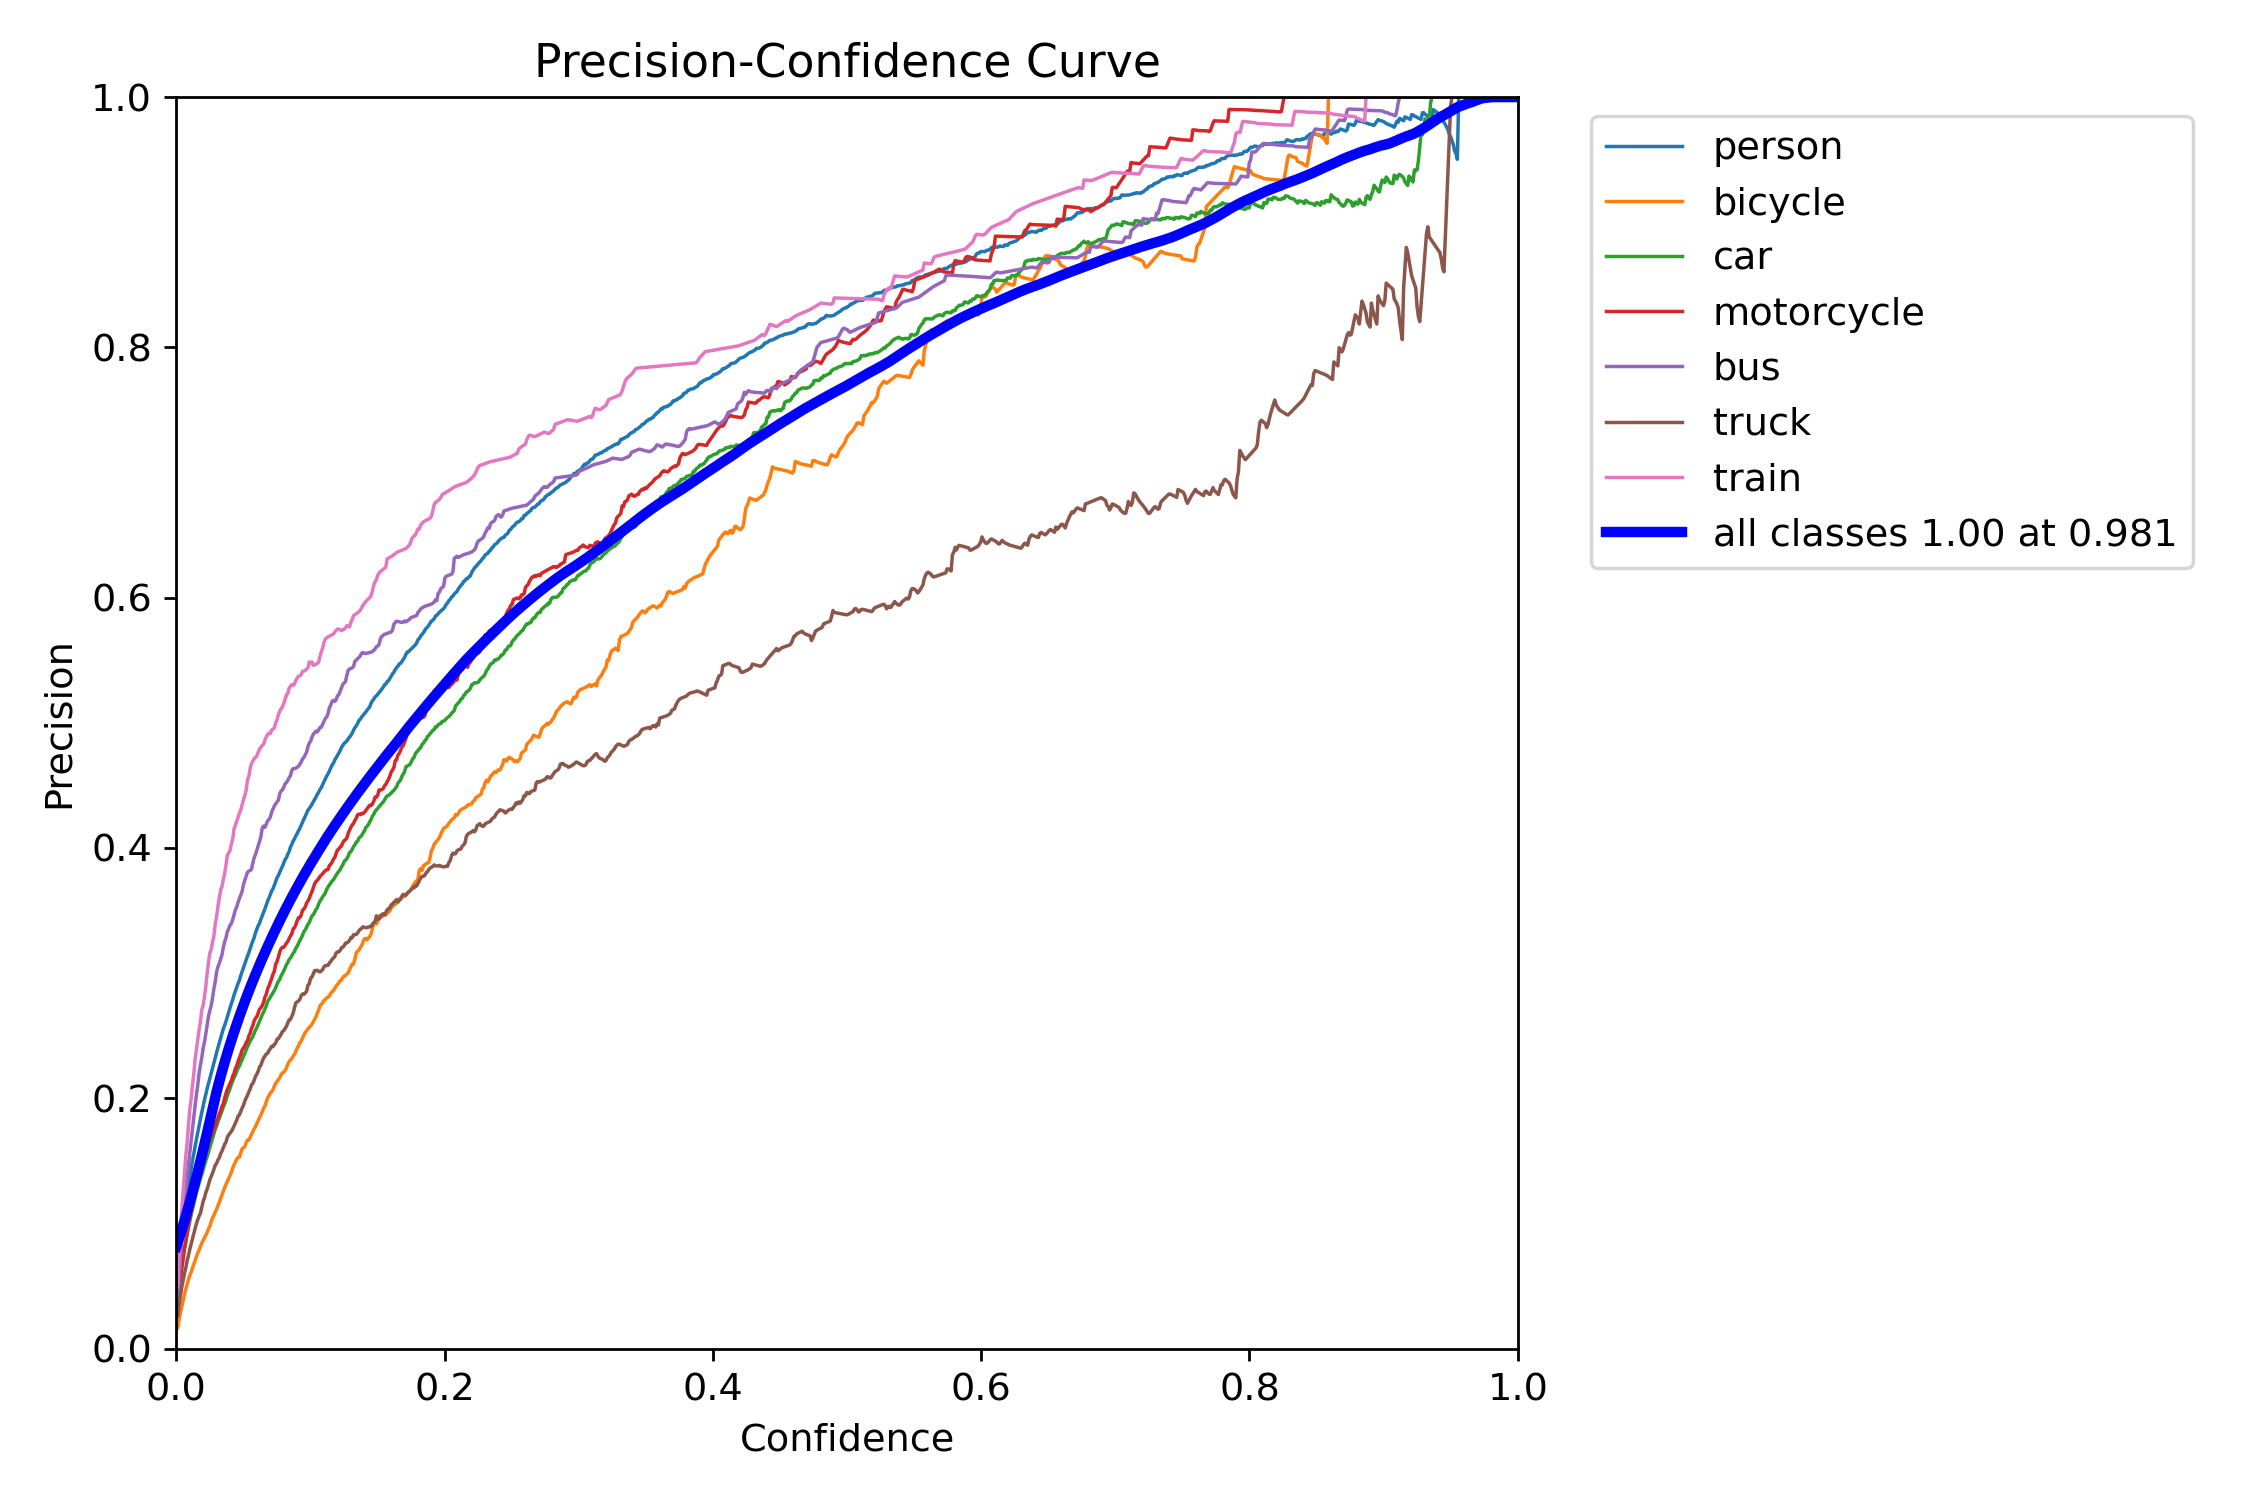 Precision-Confidence Curve
1.0
0.8
0.6
0.4
0.2
0.0
Precision
0.0 0.2 0.4 0.6 0.8 1.0
Confidence
person
bicycle
car
motorcycle
bus
truck
train
all classes 1.00 at 0.981